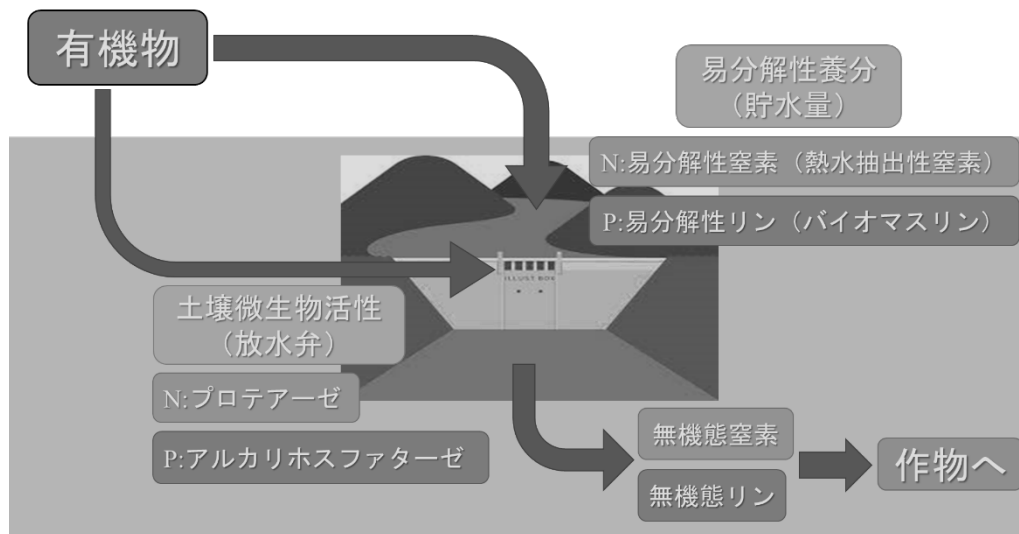 有機物
易分解性養分
（貯水量）
N:易分解性窒素（熱水抽出性窒素）
P:易分解性リン（バイオマスリン）
ILLUST BOX
土壌微生物活性
（放水弁）
N:プロテアーゼ
P:アルカリホスファターゼ
無機態窒素
無機態リン
作物へ